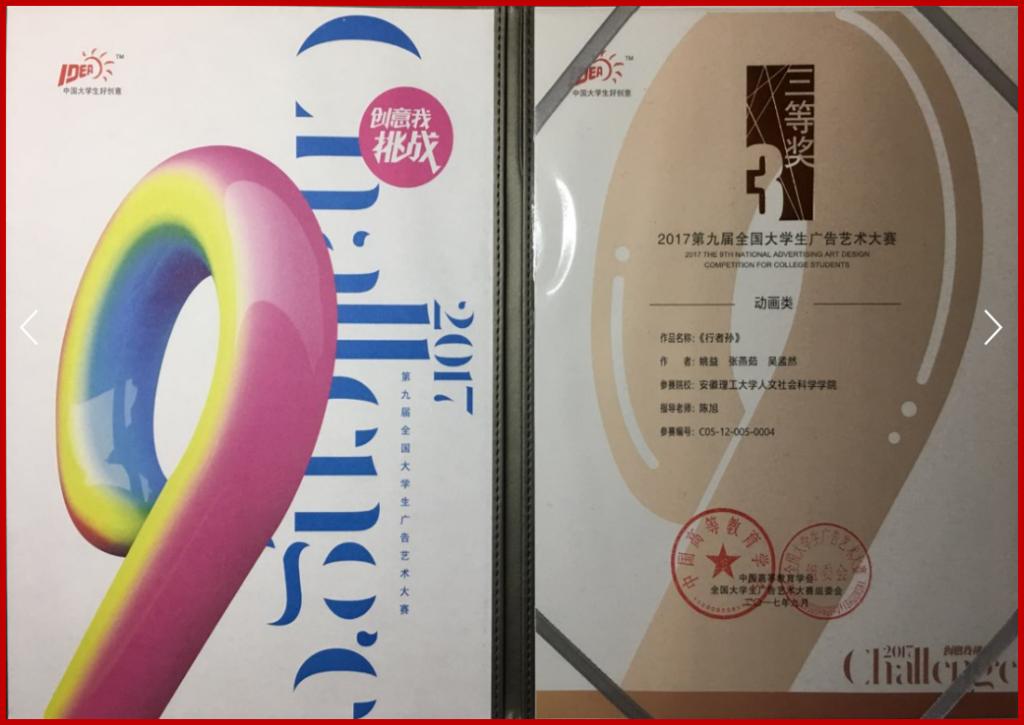 IDEA TM
中国大学生好创意
创意我
挑战
Challenge
2017
第九届全国大学生广告艺术大赛
IDEA TM
中国大学生好创意
三等奖
3
2017第九届全国大学生广告艺术大赛
2017 THE 9TH NATIONAL ADVERTISING ART DESIGN
COMPETITION FOR COLLEGE STUDENTS
动画类
作品名称:《行者孙》
作 者: 姚益 张燕茹 吴孟然
参赛院校: 安徽理工大学人文社会科学学院
指导老师: 陈旭
参赛编号: C05-12-005-0004
中国高等教育学会
全国大学生广告艺术大赛组委会
二〇一七年九月
2017
Challenge